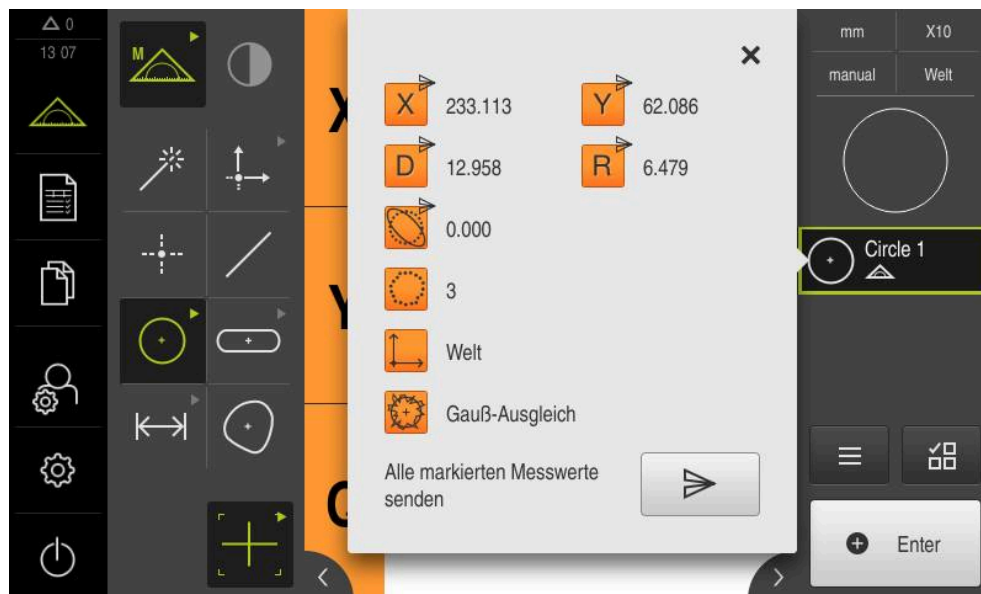 0
13 07
M
X
Y
X 233.113
Y 62.086
D 12.958
R 6.479
0.000
3
Welt
Gauß-Ausgleich
Alle markierten Messwerte
senden
mm
X10
manual
Welt
Circle 1
Enter